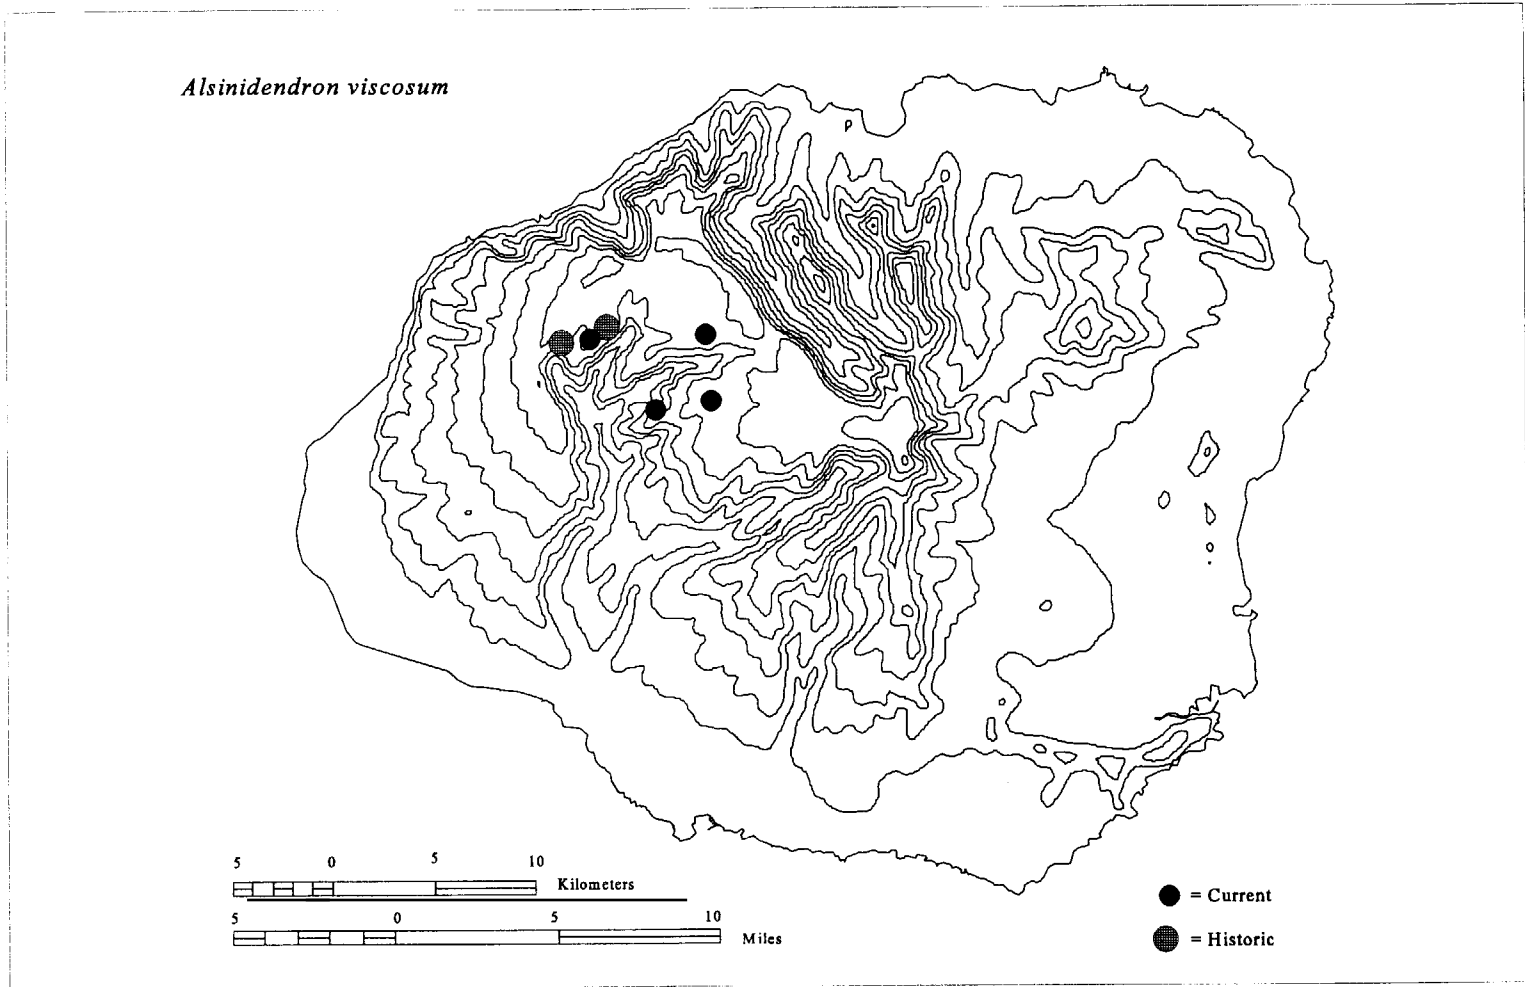 Alsinidendron viscosum
5 0 5 10
Kilometers
5 0 5 10
Miles
= Current
= Historic